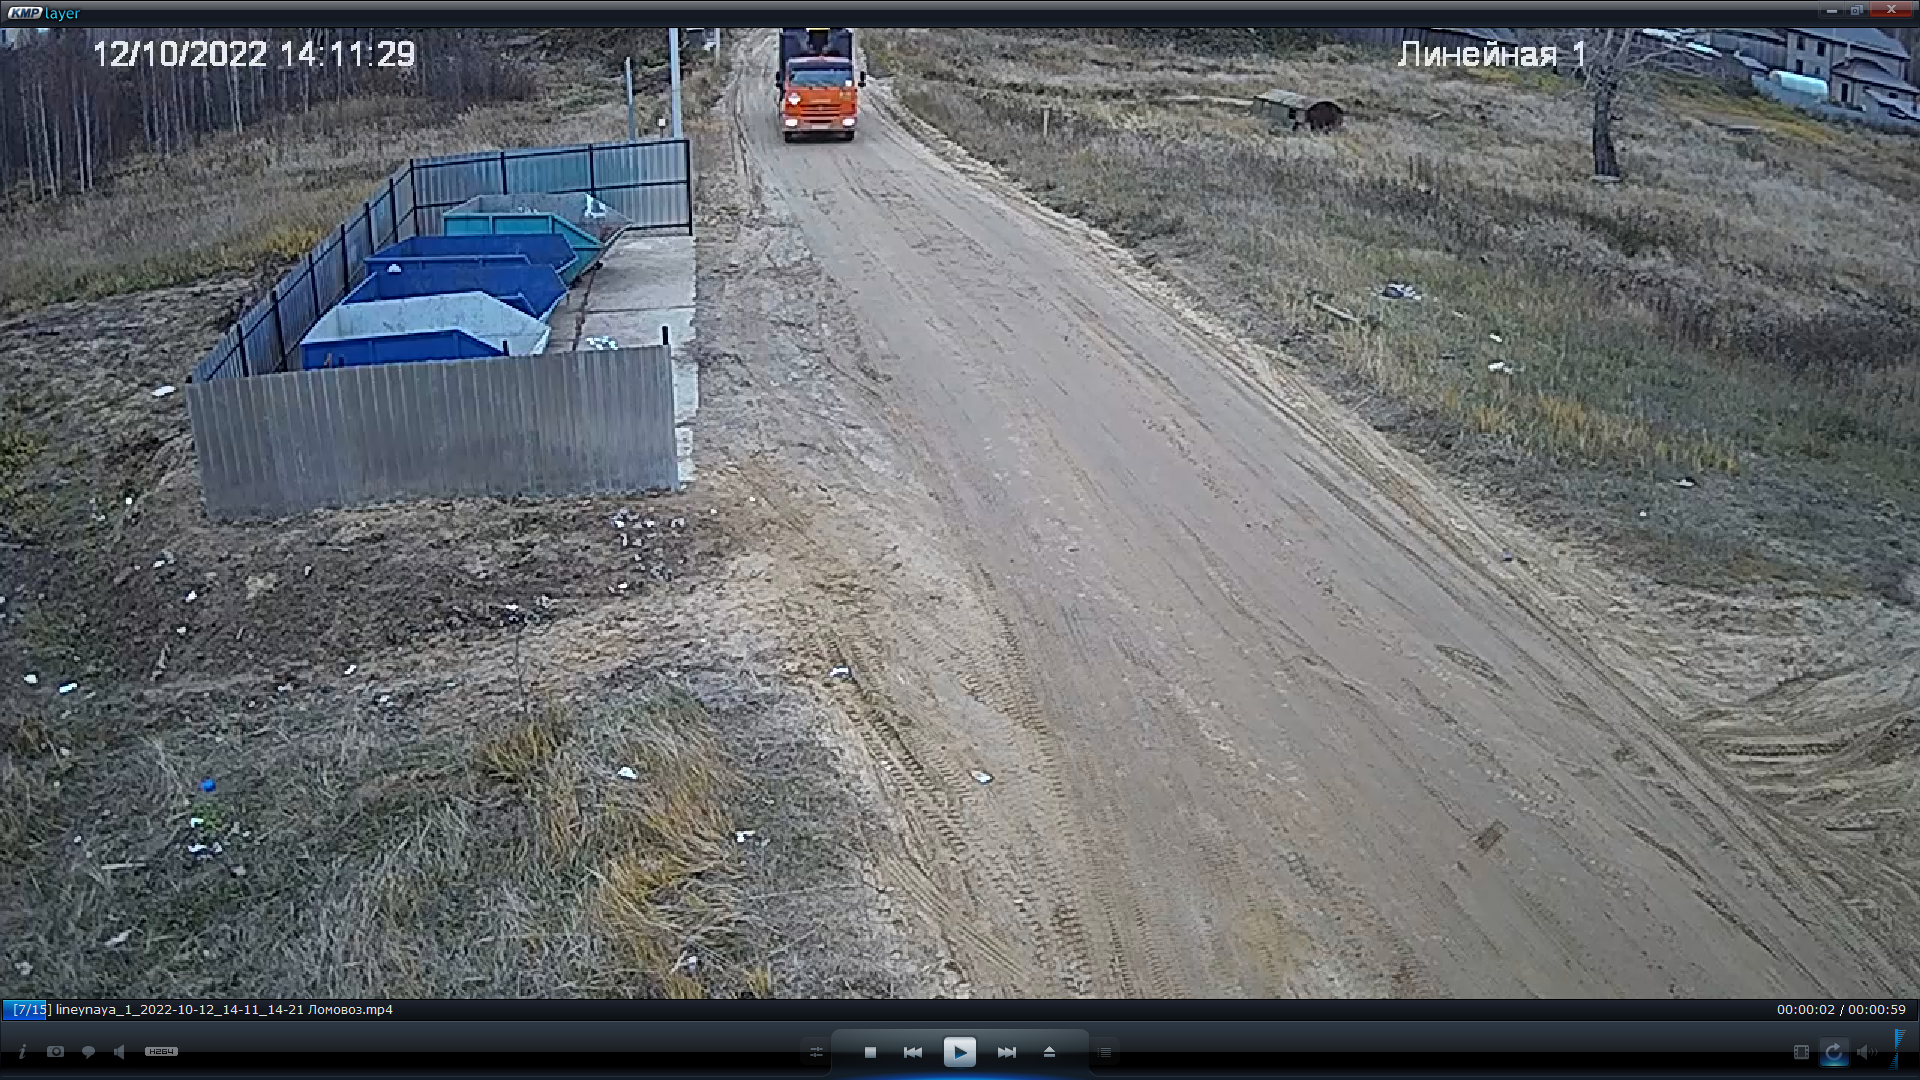 KMPlayer
12/10/2022 14:11:29
Линейная 1
[7/15] lineynaya_1_2022-10-12_14-11_14-21 Ломовоз.mp4
00:00:02 / 00:00:59
H264